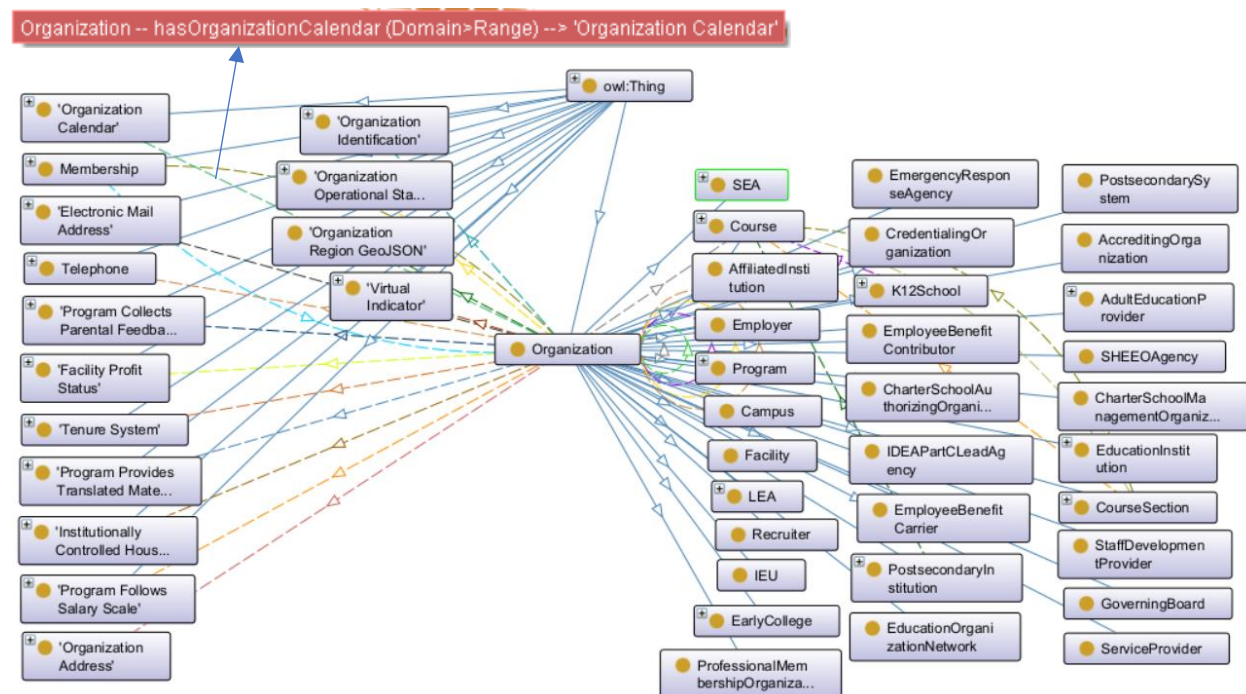 Organization -- hasOrganizationCalendar (Domain>Range) --> 'Organization Calendar'
owl:Thing
'Organization
Calendar'
Membership
'Electronic Mail
Address'
Telephone
'Program Collects
Parental Feedba...
'Facility Profit
Status'
'Tenure System'
'Program Provides
Translated Mate...
'Institutionally
Controlled Hous...
'Program Follows
Salary Scale'
'Organization
Address'
'Organization
Identification'
'Organization
Operational Sta...
'Organization
Region GeoJSON'
'Virtual
Indicator'
Organization
SEA
Course
AffiliatedInsti
tution
Employer
Program
Campus
Facility
LEA
Recruiter
IEU
EarlyCollege
ProfessionalMem
bershipOrganiza...
EmergencyRespon
seAgency
CredentialingOr
ganization
K12School
EmployeeBenefit
Contributor
CharterSchoolAu
thorizingOrgani...
IDEAPartCLeadAg
ency
EmployeeBenefit
Carrier
PostsecondaryIn
stitution
EducationOrgani
zationNetwork
PostsecondarySy
stem
AccreditingOrga
nization
AdultEducationP
rovider
SHEEOAgency
CharterSchoolMa
nagementOrganiz...
EducationInstit
ution
CourseSection
StaffDevelopmen
tProvider
GoverningBoard
ServiceProvider